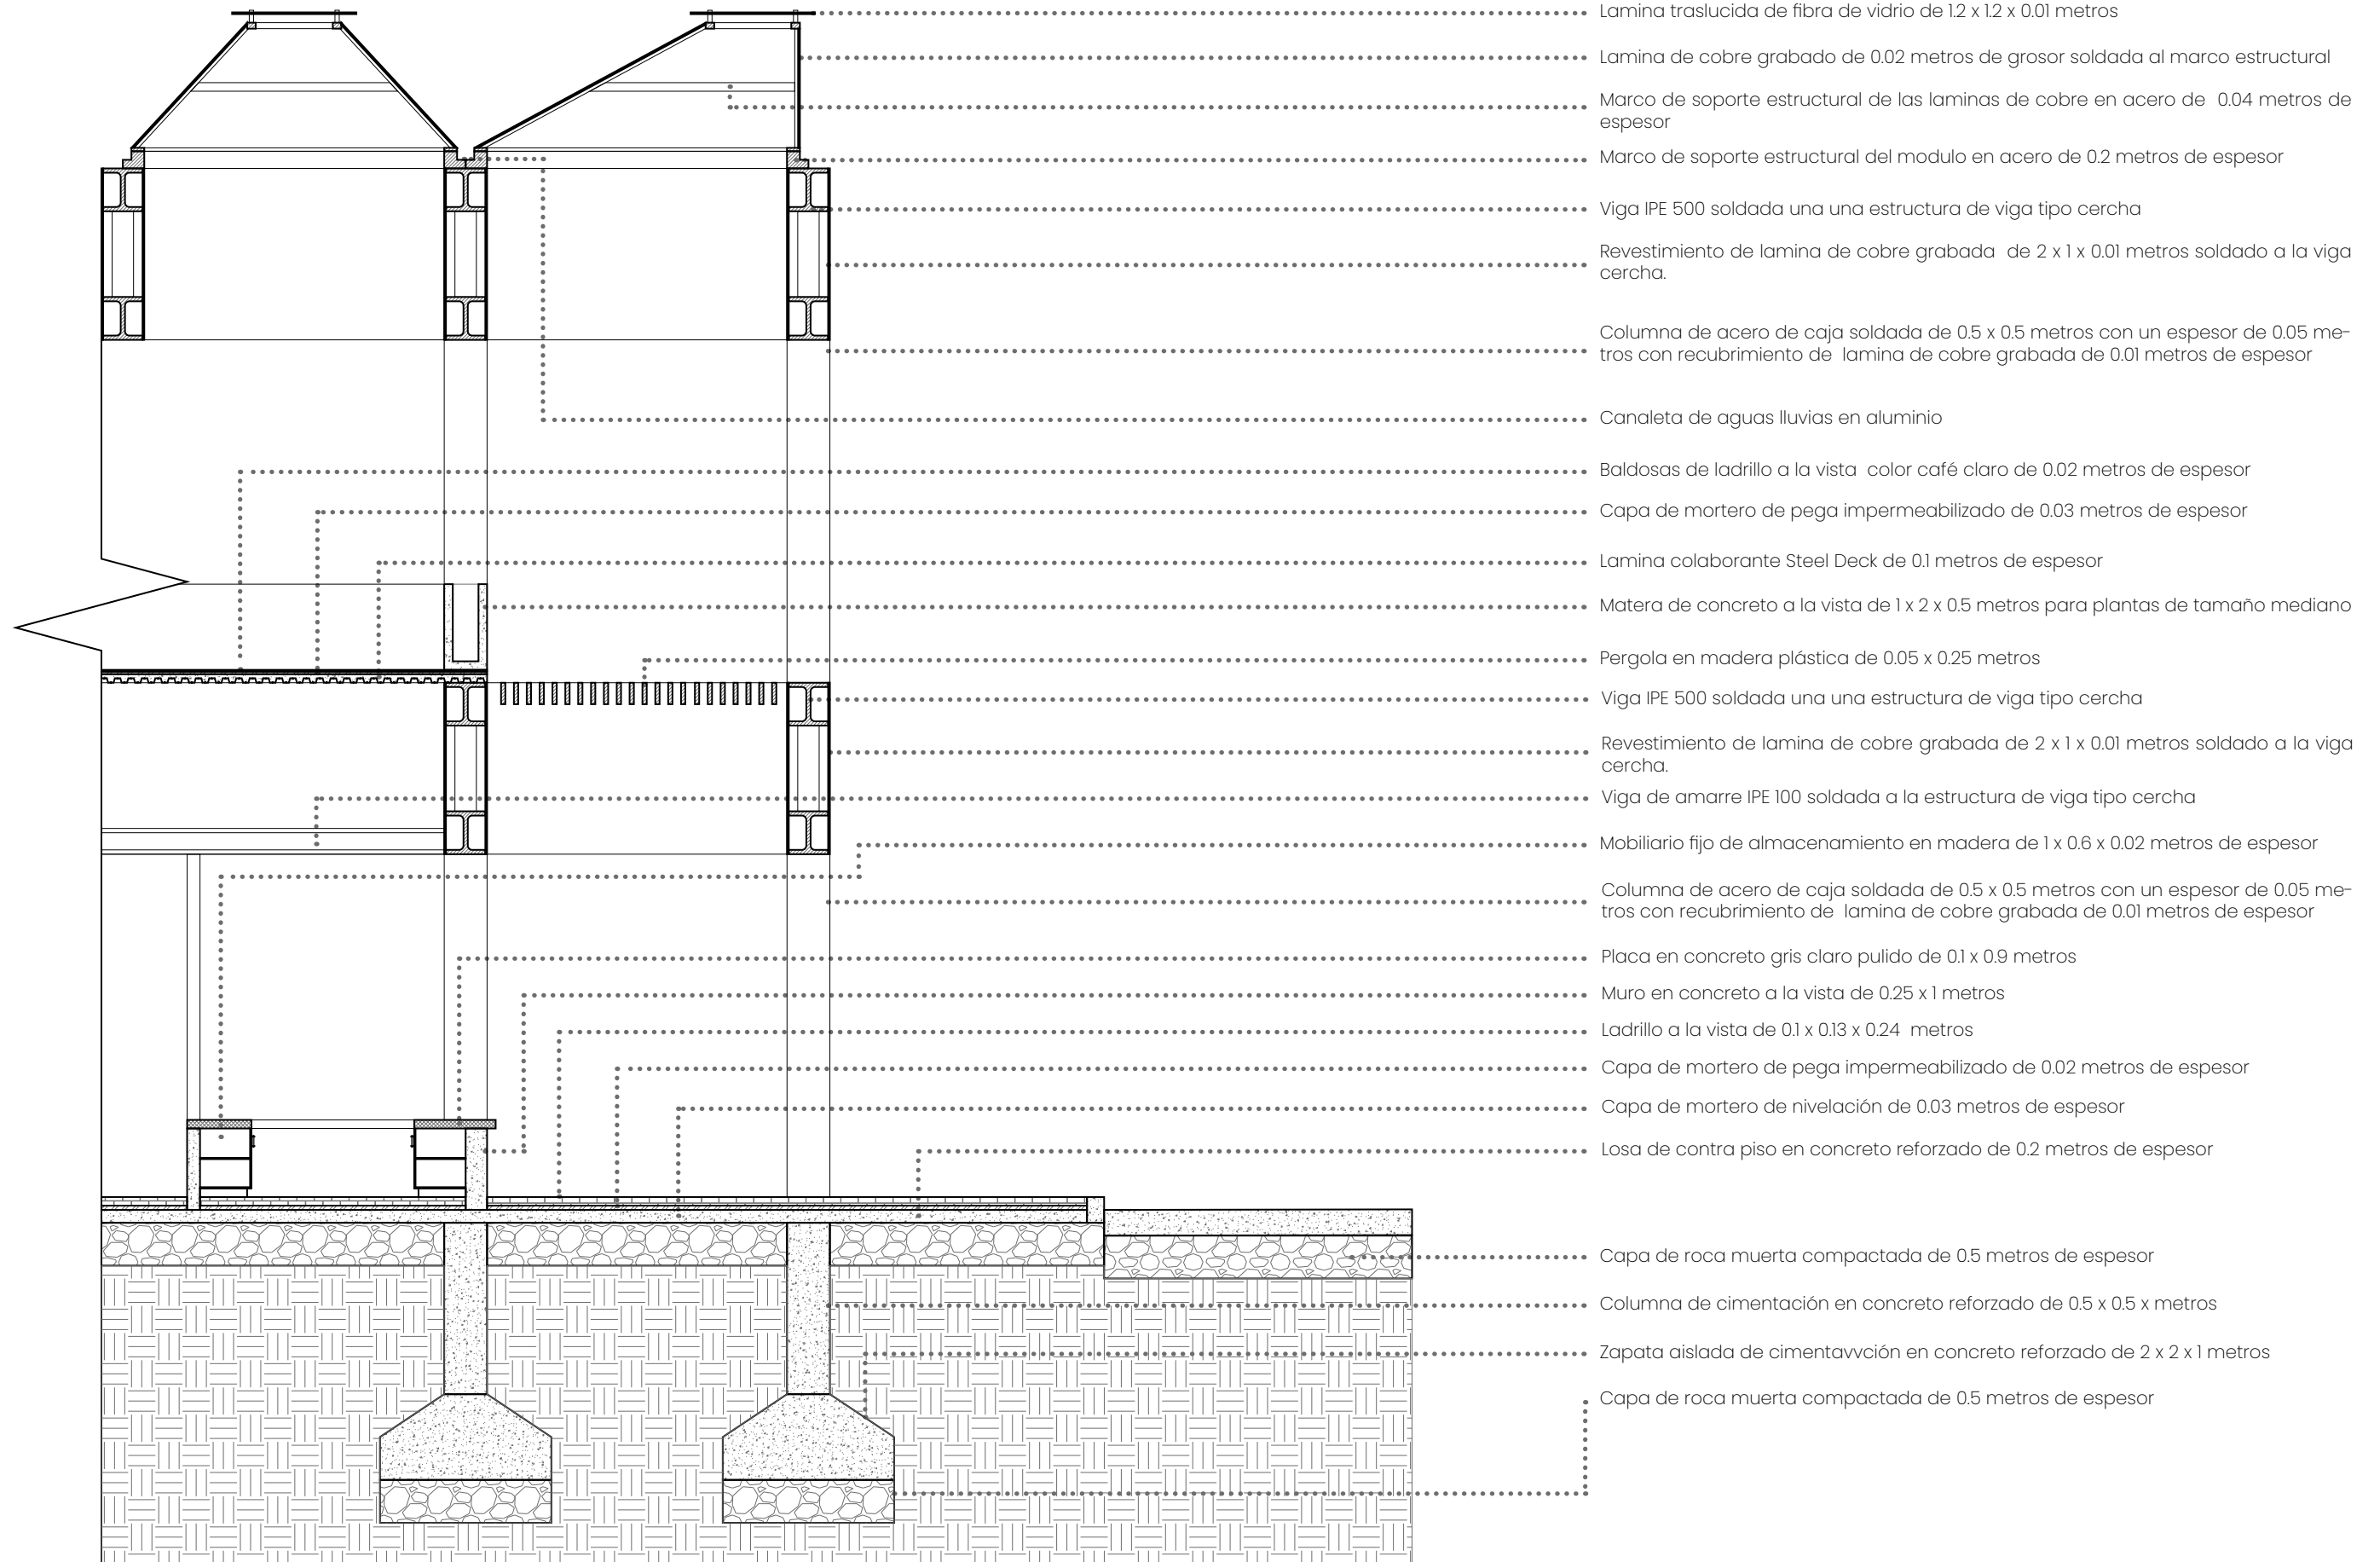 Lamina traslucida de fibra de vidrio de 1.2 x 1.2 x 0.01 metros
Lamina de cobre grabado de 0.02 metros de grosor soldada al marco estructural
Marco de soporte estructural de las laminas de cobre en acero de 0.04 metros de
espesor
Marco de soporte estructural del modulo en acero de 0.2 metros de espesor
Viga IPE 500 soldada una una estructura de viga tipo cercha
Revestimiento de lamina de cobre grabada de 2 x 1 x 0.01 metros soldado a la viga
cercha.
Columna de acero de caja soldada de 0.5 x 0.5 metros con un espesor de 0.05 me-
tros con recubrimiento de lamina de cobre grabada de 0.01 metros de espesor
Canaleta de aguas lluvias en aluminio
Baldosas de ladrillo a la vista color café claro de 0.02 metros de espesor
Capa de mortero de pega impermeabilizado de 0.03 metros de espesor
Lamina colaborante Steel Deck de 0.1 metros de espesor
Matera de concreto a la vista de 1 x 2 x 0.5 metros para plantas de tamaño mediano
Pergola en madera plástica de 0.05 x 0.25 metros
Viga IPE 500 soldada una una estructura de viga tipo cercha
Revestimiento de lamina de cobre grabada de 2 x 1 x 0.01 metros soldado a la viga
cercha.
Viga de amarre IPE 100 soldada a la estructura de viga tipo cercha
Mobiliario fijo de almacenamiento en madera de 1 x 0.6 x 0.02 metros de espesor
Columna de acero de caja soldada de 0.5 x 0.5 metros con un espesor de 0.05 me-
tros con recubrimiento de lamina de cobre grabada de 0.01 metros de espesor
Placa en concreto gris claro pulido de 0.1 x 0.9 metros
Muro en concreto a la vista de 0.25 x 1 metros
Ladrillo a la vista de 0.1 x 0.13 x 0.24 metros
Capa de mortero de pega impermeabilizado de 0.02 metros de espesor
Capa de mortero de nivelación de 0.03 metros de espesor
Losa de contra piso en concreto reforzado de 0.2 metros de espesor
Capa de roca muerta compactada de 0.5 metros de espesor
Columna de cimentación en concreto reforzado de 0.5 x 0.5 x metros
Zapata aislada de cimentavvción en concreto reforzado de 2 x 2 x 1 metros
Capa de roca muerta compactada de 0.5 metros de espesor